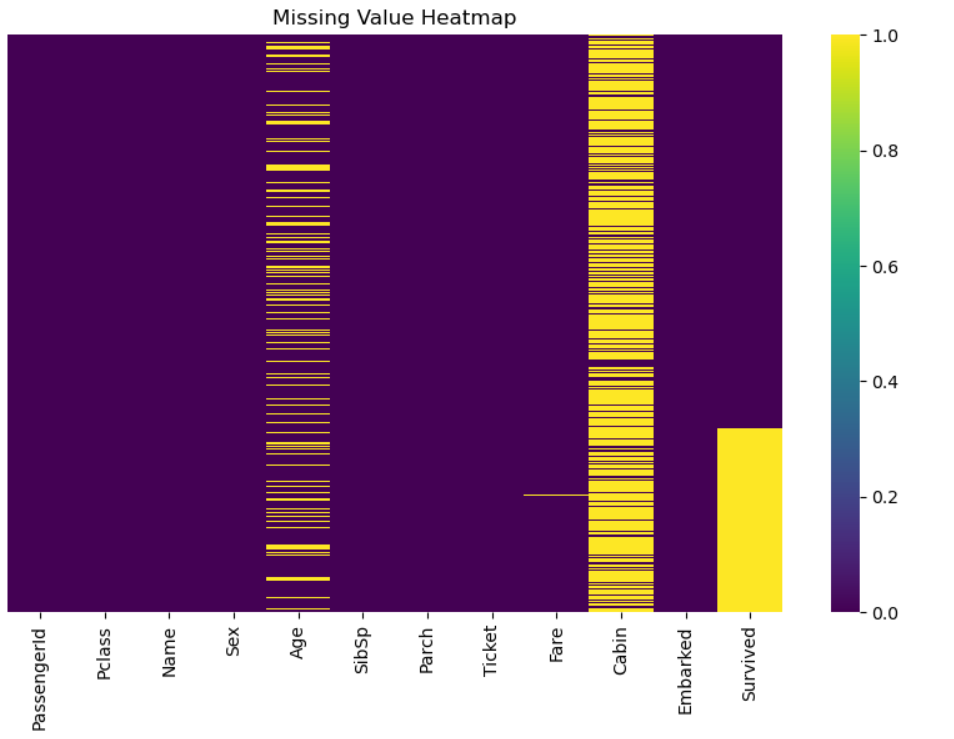 Missing Value Heatmap
1.0
0.8
0.6
0.4
0.2
0.0
PassengerId
Pclass
Name
Sex
Age
SibSp
Parch
Ticket
Fare
Cabin
Embarked
Survived